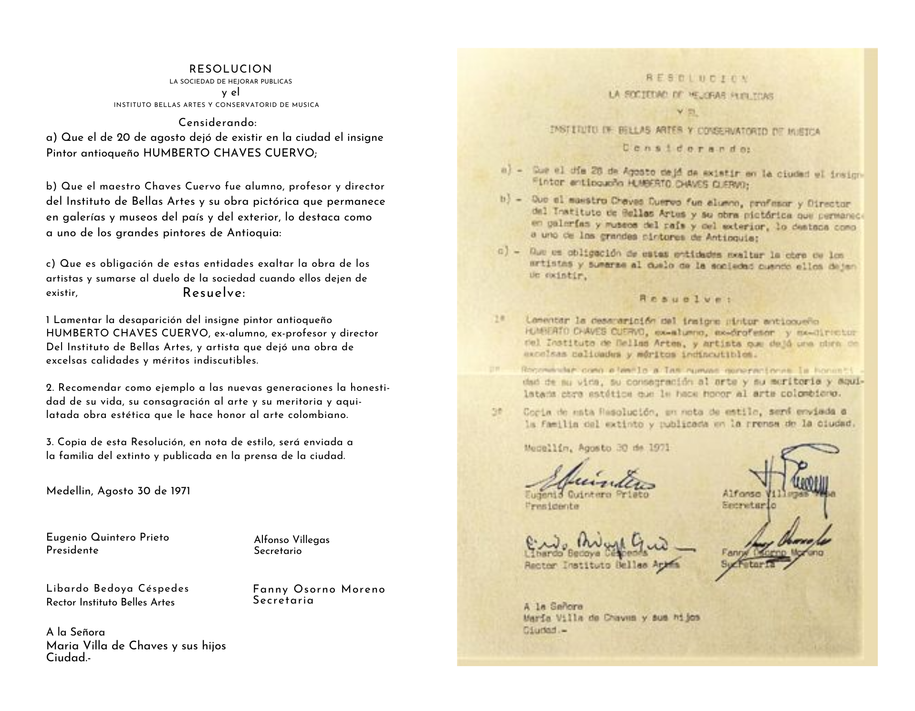 RESOLUCION
LA SOCIEDAD DE MEJORAR PUBLICAS
y el
INSTITUTO BELLAS ARTES Y CONSERVATORID DE MUSICA
Censiderando:
a) Que el de 20 de agosto dejó de existir en la ciudad el insigne
Pintor antioqueño HUMBERTO CHAVES CUERVO;
b) Que el maestro Chaves Cuervo fue alumno, profesor y director
del Instituto de Bellas Artes y su obra pictórica que permanece
en galerías y museos del país y del exterior, lo destaca como
a uno de los grandes pintores de Antioquia:
c) Que es obligación de estas entidades exaltar la obra de los
artistas y sumarse al duelo de la sociedad cuando ellos dejen de
existir,
Resuelve:
1 Lamentar la desaparición del insigne pintor antioqueño
HUMBERTO CHAVES CUERVO, ex-alumno, ex-profesor y director
Del Instituto de Bellas Artes, y artista que dejó una obra de
excelsas calidades y méritos indiscutibles.
2. Recomendar como ejemplo a las nuevas generaciones la honesti-
dad de su vida, su consagración al arte y su meritoria y aqui-
latada obra estética que le hace honor al arte colombiano.
3. Copia de esta Resolución, en nota de estilo, será enviada a
la familia del extinto y publicada en la prensa de la ciudad.
Medellin, Agosto 30 de 1971
Eugenio Quintero Prieto
Presidente
Alfonso Villegas
Secretario
Libardo Bedoya Céspedes
Rector Instituto Belles Artes
Fanny Osorno Moreno
Secretaria
A la Señora
Maria Villa de Chaves y sus hijos
Ciudad.-
RESOLUCION
LA SOCIEDAD DE MEJORAS PUBLICAS
Y EL
INSTITUTO DE BELLAS ARTES Y CONSERVATORIO DE MUSICA
Considerando:
a) - Que el día 28 de Agosto dejó de existir en la ciudad el insign
Pintor antioqueño HUMBERTO CHAVES CUERVO;
b) - Que el maestro Chaves Cuervo fue alumno, profesor y Director
del Instituto de Bellas Artes y su obra pictórica que permanece
en galerías y museos del país y del exterior, lo destaca como
a uno de los grandes pintores de Antioquia;
c) - Que es obligación de estas entidades exaltar la obra de los
artistas y sumarse al duelo de la sociedad cuando ellos dejen
de existir,
Resuelve:
1º Lamentar la desaparición del insigne pintor antioqueño
HUMBERTO CHAVES CUERVO, ex-alumno, ex-profesor y ex-director
del Instituto de Bellas Artes, y artista que dejó una obra de
excelsas calidades y méritos indiscutibles.
2º Recomendar como ejemplo a las nuevas generaciones la honesti-
dad de su vida, su consagración al arte y su meritoria y aqui-
latada obra estética que le hace honor al arte colombiano.
3º Copia de esta Resolución, en nota de estilo, será enviada a
la familia del extinto y publicada en la prensa de la ciudad.
Medellín, Agosto 30 de 1971
Eugenio Quintero Prieto
Presidente
Alfonso Villegas
Secretario
Libardo Bedoya Céspedes
Rector Instituto Bellas Artes
Fanny Osorno Moreno
Secretaria
A la Señora
María Villa de Chaves y sus hijos
Ciudad.-